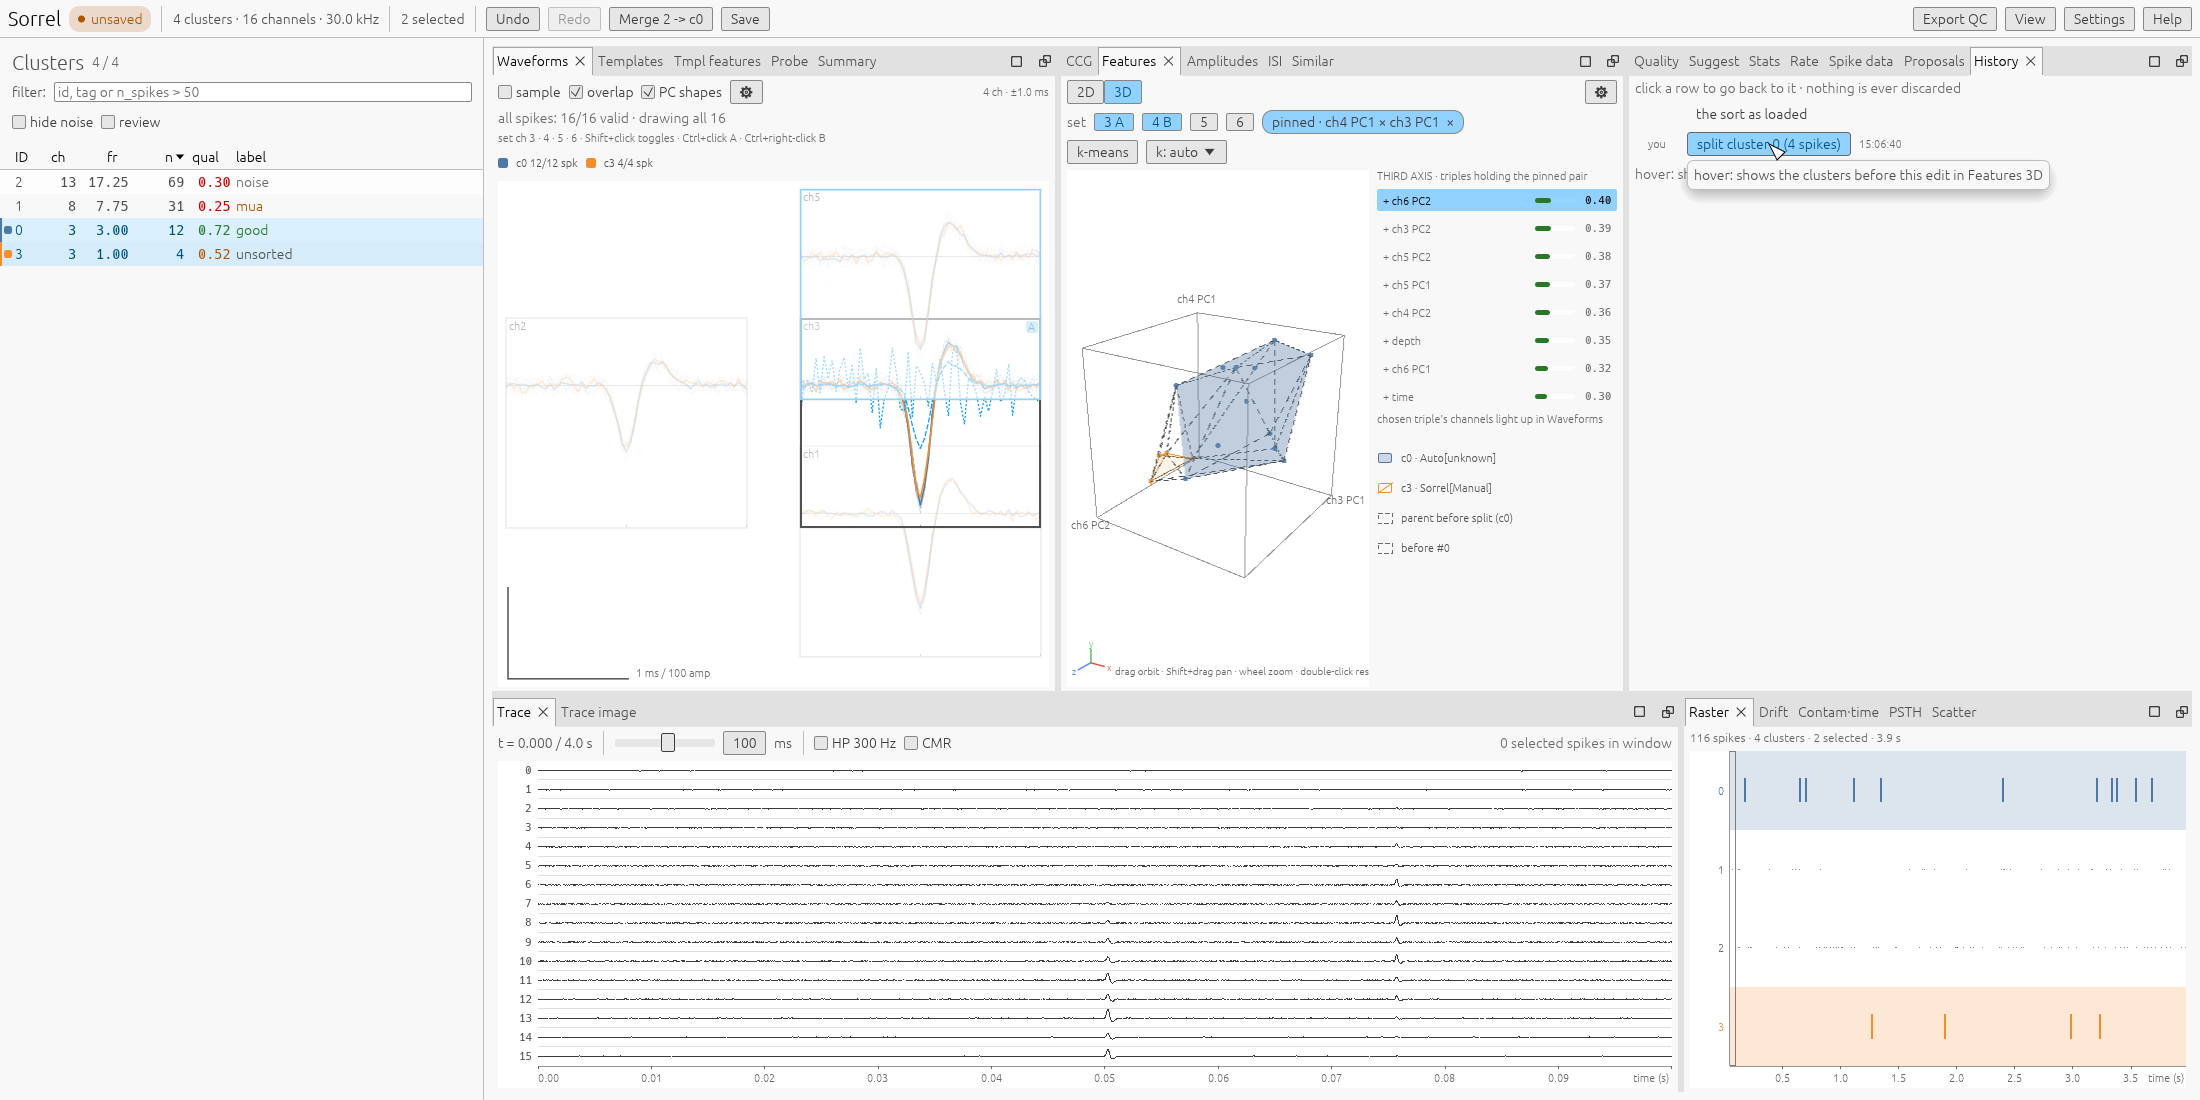 Sorrel
unsaved
4 clusters · 16 channels · 30.0 kHz
2 selected
Undo
Redo
Merge 2 -> c0
Save
Export QC
View
Settings
Help
Clusters 4 / 4
filter: id, tag or n_spikes > 50
hide noise
review
ID ch fr n qual label
2 13 17.25 69 0.30 noise
1 8 7.75 31 0.25 mua
0 3 3.00 12 0.72 good
3 3 1.00 4 0.52 unsorted
Waveforms
Templates
Tmpl features
Probe
Summary
sample
overlap
PC shapes
4 ch · ±1.0 ms
all spikes: 16/16 valid · drawing all 16
set ch 3 · 4 · 5 · 6 · Shift+click toggles · Ctrl+click A · Ctrl+right-click B
c0 12/12 spk
c3 4/4 spk
ch5
ch2
ch3
A
ch1
1 ms / 100 amp
CCG
Features
Amplitudes
ISI
Similar
2D
3D
set
3 A
4 B
5
6
pinned · ch4 PC1 × ch3 PC1 ×
k-means
k: auto
THIRD AXIS · triples holding the pinned pair
+ ch6 PC2 0.40
+ ch3 PC2 0.39
+ ch5 PC2 0.38
+ ch5 PC1 0.37
+ ch4 PC2 0.36
+ depth 0.35
+ ch6 PC1 0.32
+ time 0.30
chosen triple's channels light up in Waveforms
c0 · Auto[unknown]
c3 · Sorrel[Manual]
parent before split (c0)
before #0
ch4 PC1
ch3 PC1
ch6 PC2
y
x
z
drag orbit · Shift+drag pan · wheel zoom · double-click res
Quality
Suggest
Stats
Rate
Spike data
Proposals
History
click a row to go back to it · nothing is ever discarded
the sort as loaded
you
split cluster 0 (4 spikes)
15:06:40
hover: sh
hover: shows the clusters before this edit in Features 3D
Trace
Trace image
t = 0.000 / 4.0 s
100
ms
HP 300 Hz
CMR
0 selected spikes in window
0
1
2
3
4
5
6
7
8
9
10
11
12
13
14
15
0.00 0.01 0.02 0.03 0.04 0.05 0.06 0.07 0.08 0.09 time (s)
Raster
Drift
Contam·time
PSTH
Scatter
116 spikes · 4 clusters · 2 selected · 3.9 s
0
1
2
3
0.5 1.0 1.5 2.0 2.5 3.0 3.5 time (s)